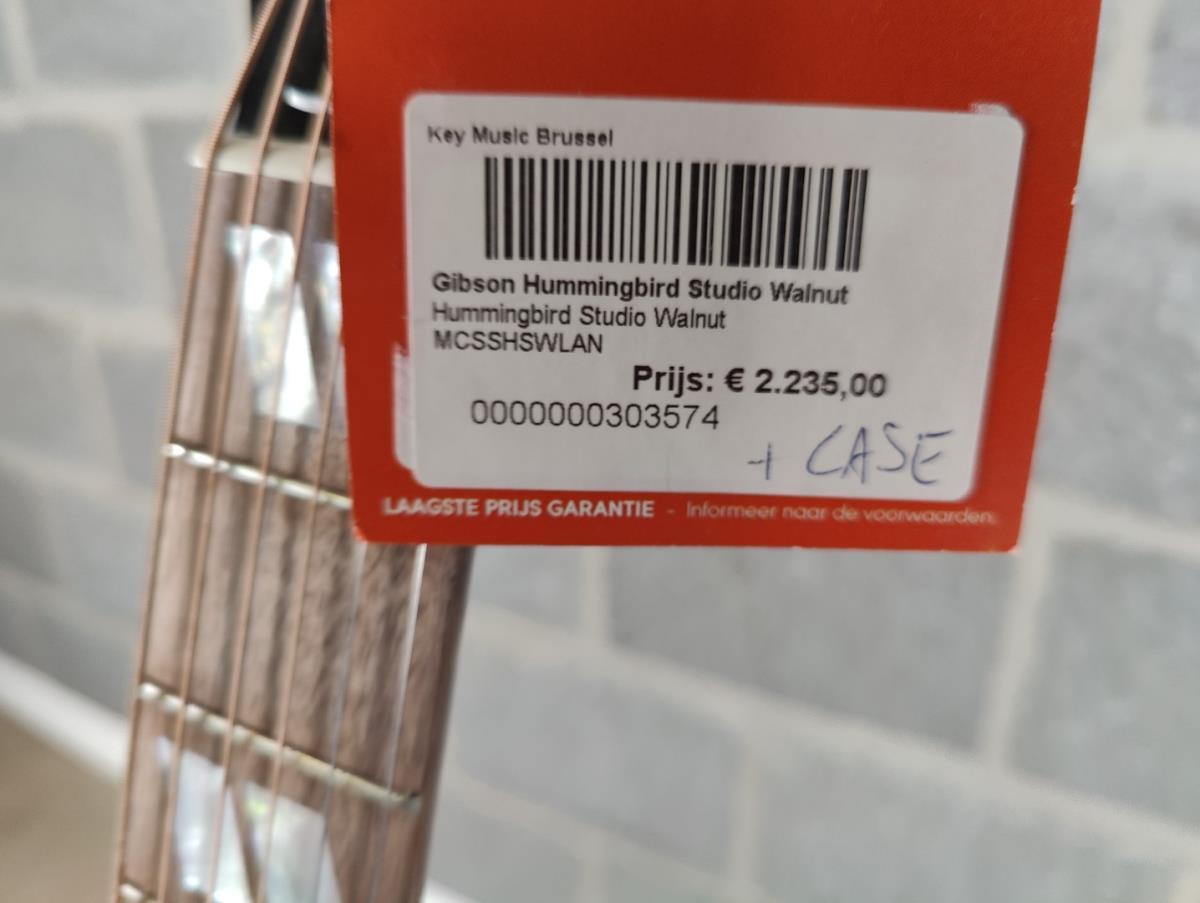 Key Music Brussel
Gibson Hummingbird Studio Walnut
Hummingbird Studio Walnut
MCSSHSWLAN
Prijs: € 2.235,00
0000000303574
+ CASE
LAAGSTE PRIJS GARANTIE - Informeer naar de voorwaarden.